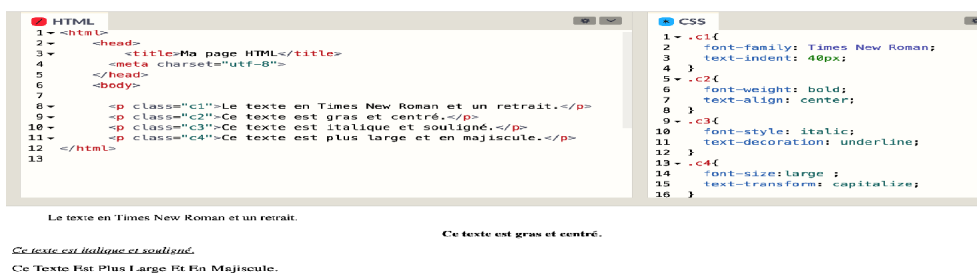 HTML
1 <html>
2 <head>
3 <title>Ma page HTML</title>
4 <meta charset="utf-8">
5 </head>
6 <body>
7
8 <p class="c1">Le texte en Times New Roman et un retrait.</p>
9 <p class="c2">Ce texte est gras et centré.</p>
10 <p class="c3">Ce texte est italique et souligné.</p>
11 <p class="c4">Ce texte est plus large et en majiscule.</p>
12 </html>
13
CSS
1 .c1{
2 font-family: Times New Roman;
3 text-indent: 40px;
4 }
5 .c2{
6 font-weight: bold;
7 text-align: center;
8 }
9 .c3{
10 font-style: italic;
11 text-decoration: underline;
12 }
13 .c4{
14 font-size:large ;
15 text-transform: capitalize;
16 }
Le texte en Times New Roman et un retrait.
Ce texte est gras et centré.
Ce texte est italique et souligné.
Ce Texte Est Plus Large Et En Majiscule.